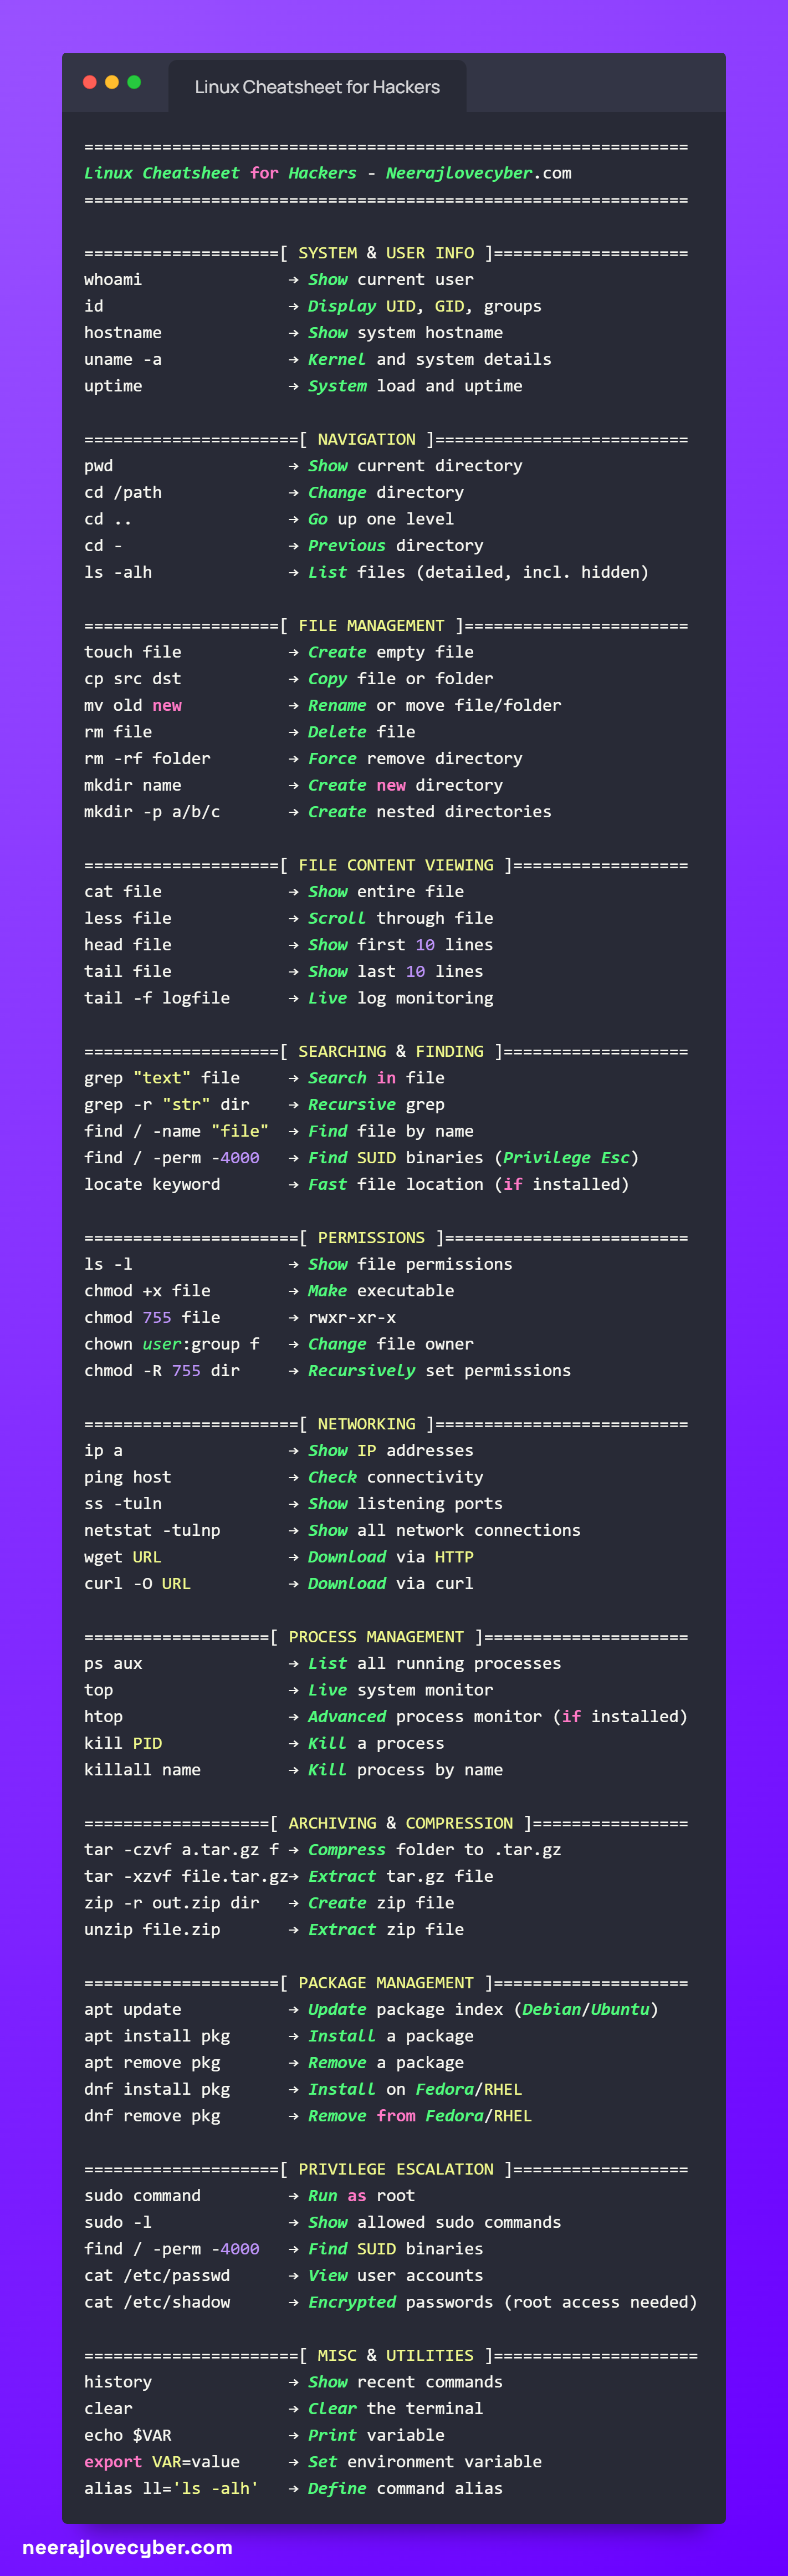 Linux Cheatsheet for Hackers
==============================================================
Linux Cheatsheet for Hackers - Neerajlovecyber.com
==============================================================
====================[ SYSTEM & USER INFO ]====================
whoami               → Show current user
id                   → Display UID, GID, groups
hostname             → Show system hostname
uname -a             → Kernel and system details
uptime               → System load and uptime
======================[ NAVIGATION ]==========================
pwd                  → Show current directory
cd /path             → Change directory
cd ..                → Go up one level
cd -                 → Previous directory
ls -alh              → List files (detailed, incl. hidden)
====================[ FILE MANAGEMENT ]=======================
touch file           → Create empty file
cp src dst           → Copy file or folder
mv old new           → Rename or move file/folder
rm file              → Delete file
rm -rf folder        → Force remove directory
mkdir name           → Create new directory
mkdir -p a/b/c       → Create nested directories
====================[ FILE CONTENT VIEWING ]==================
cat file             → Show entire file
less file            → Scroll through file
head file            → Show first 10 lines
tail file            → Show last 10 lines
tail -f logfile      → Live log monitoring
====================[ SEARCHING & FINDING ]===================
grep "text" file     → Search in file
grep -r "str" dir    → Recursive grep
find / -name "file"  → Find file by name
find / -perm -4000   → Find SUID binaries (Privilege Esc)
locate keyword       → Fast file location (if installed)
======================[ PERMISSIONS ]=========================
ls -l                → Show file permissions
chmod +x file        → Make executable
chmod 755 file       → rwxr-xr-x
chown user:group f   → Change file owner
chmod -R 755 dir     → Recursively set permissions
======================[ NETWORKING ]==========================
ip a                 → Show IP addresses
ping host            → Check connectivity
ss -tuln             → Show listening ports
netstat -tulnp       → Show all network connections
wget URL             → Download via HTTP
curl -O URL          → Download via curl
===================[ PROCESS MANAGEMENT ]=====================
ps aux               → List all running processes
top                  → Live system monitor
htop                 → Advanced process monitor (if installed)
kill PID             → Kill a process
killall name         → Kill process by name
===================[ ARCHIVING & COMPRESSION ]================
tar -czvf a.tar.gz f → Compress folder to .tar.gz
tar -xzvf file.tar.gz→ Extract tar.gz file
zip -r out.zip dir   → Create zip file
unzip file.zip       → Extract zip file
====================[ PACKAGE MANAGEMENT ]====================
apt update           → Update package index (Debian/Ubuntu)
apt install pkg      → Install a package
apt remove pkg       → Remove a package
dnf install pkg      → Install on Fedora/RHEL
dnf remove pkg       → Remove from Fedora/RHEL
====================[ PRIVILEGE ESCALATION ]==================
sudo command         → Run as root
sudo -l              → Show allowed sudo commands
find / -perm -4000   → Find SUID binaries
cat /etc/passwd      → View user accounts
cat /etc/shadow      → Encrypted passwords (root access needed)
======================[ MISC & UTILITIES ]=====================
history              → Show recent commands
clear                → Clear the terminal
echo $VAR            → Print variable
export VAR=value     → Set environment variable
alias ll='ls -alh'   → Define command alias
neerajlovecyber.com